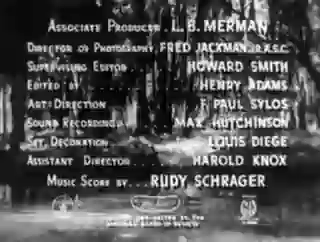 ASSOCIATE PRODUCER . L. B. MERMAN
DIRECTOR OF PHOTOGRAPHY, FRED JACKMAN, JR. A.S.C.
SUPERVISING EDITOR . . . HOWARD SMITH
EDITED BY . . . HENRY ADAMS
ART DIRECTION F. PAUL SYLOS
SOUND RECORDING MAX HUTCHINSON
SET DECORATION LOUIS DIEGE
ASSISTANT DIRECTOR . . . HAROLD KNOX
MUSIC SCORE BY . . . RUDY SCHRAGER